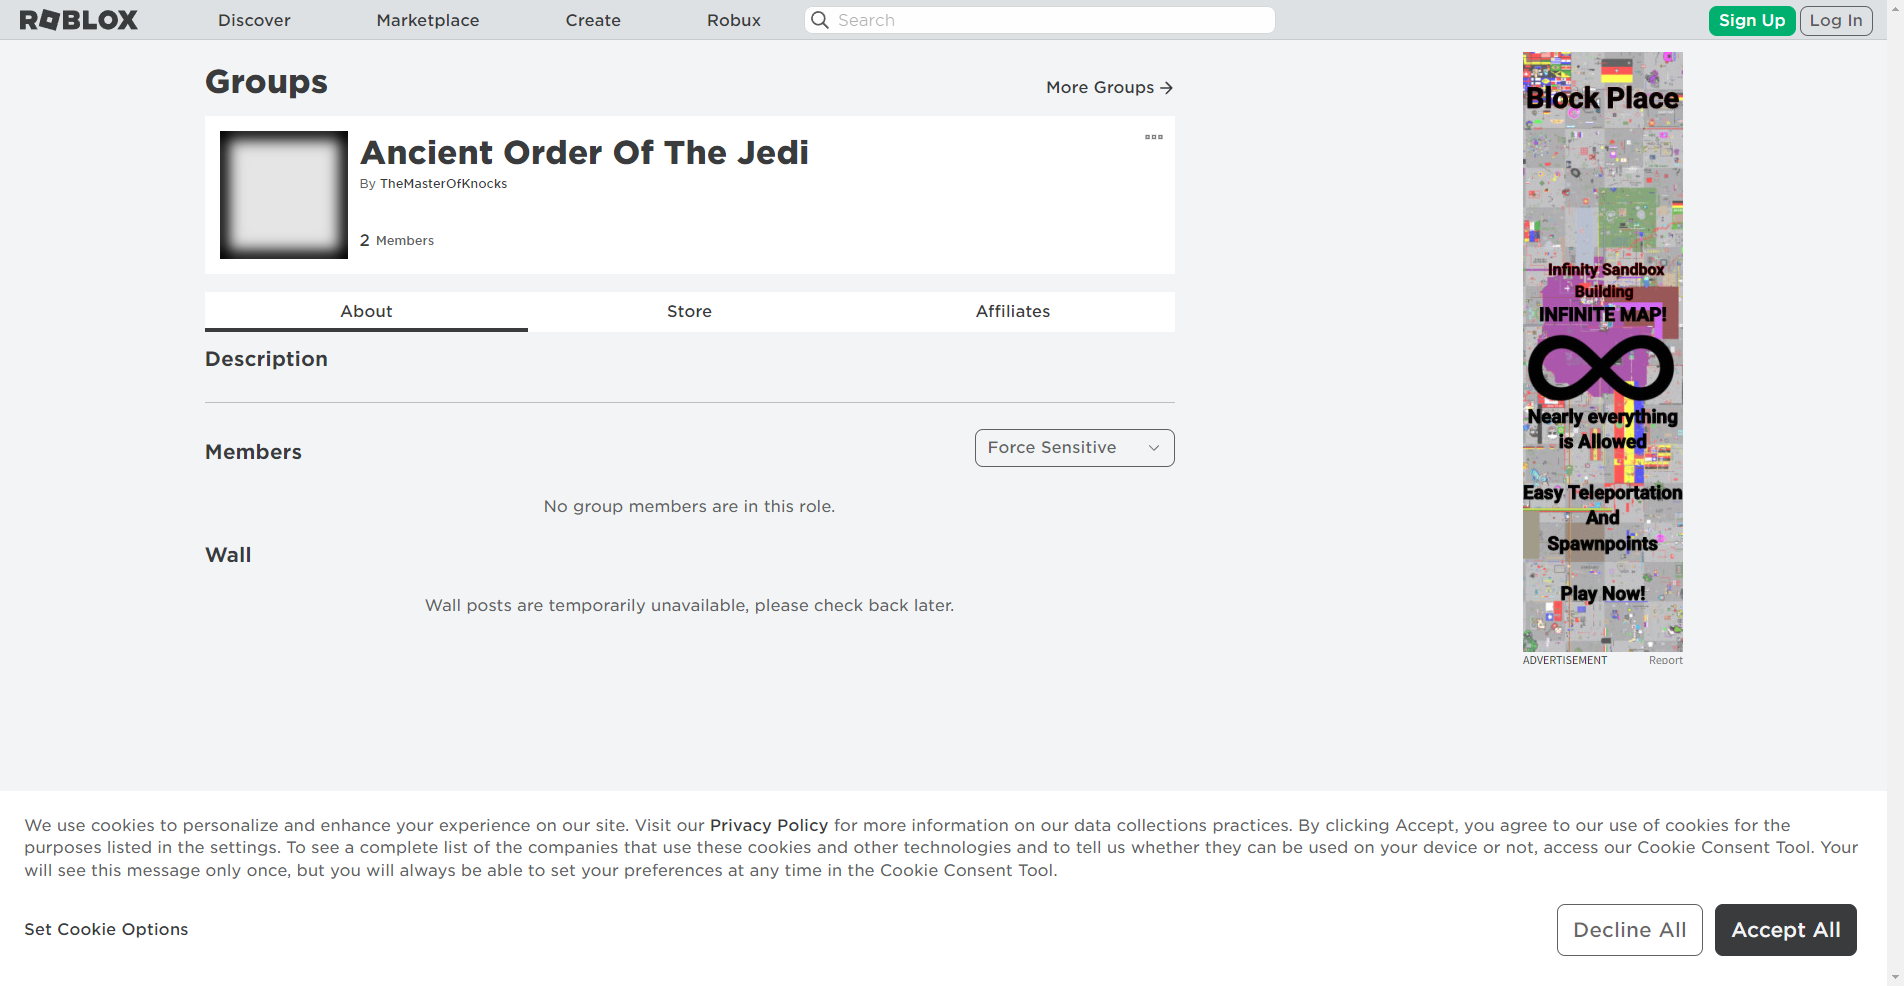 ROBLOX
Discover
Marketplace
Create
Robux
Search
Sign Up
Log In
Groups
More Groups
Ancient Order Of The Jedi
By TheMasterOfKnocks
2 Members
About
Store
Affiliates
Description
Members
Force Sensitive
No group members are in this role.
Wall
Wall posts are temporarily unavailable, please check back later.
Block Place
Infinity Sandbox
Building
INFINITE MAP!
Nearly everything
is Allowed
Easy Teleportation
And
Spawnpoints
Play Now!
ADVERTISEMENT
Report
We use cookies to personalize and enhance your experience on our site. Visit our Privacy Policy for more information on our data collections practices. By clicking Accept, you agree to our use of cookies for the
purposes listed in the settings. To see a complete list of the companies that use these cookies and other technologies and to tell us whether they can be used on your device or not, access our Cookie Consent Tool. Your
will see this message only once, but you will always be able to set your preferences at any time in the Cookie Consent Tool.
Set Cookie Options
Decline All
Accept All